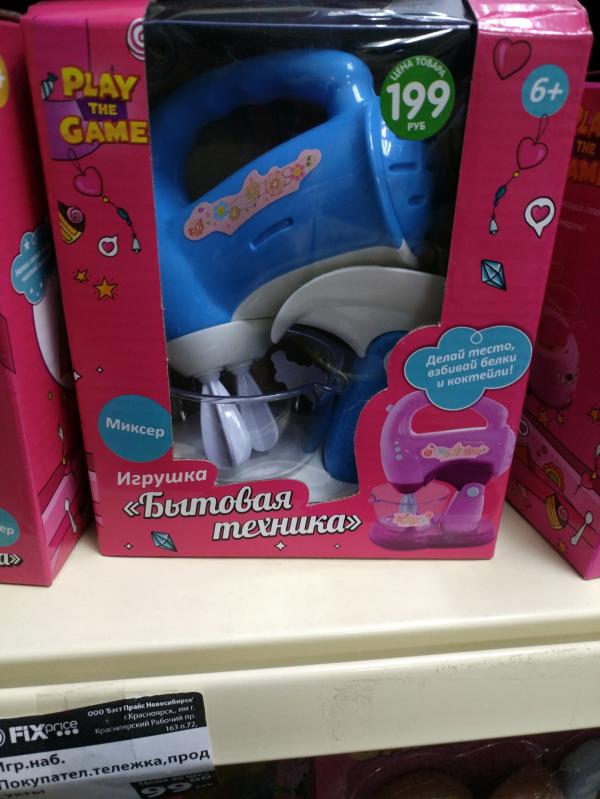 PLAY
THE
GAME
ЦЕНА ТОВАРА
199
РУБ
6+
Делай тесто,
взбивай белки
и коктейли!
Миксер
Игрушка
«Бытовая
техника»
FIX price
ООО "Бэст Прайс Новосибирск"
г.Красноярск, им г.
Красноярский Рабочий пр.
163 п.72,
Игр.наб.
Покупател.тележка,прод
укты
99